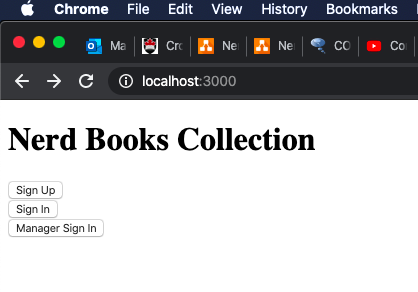 Chrome File Edit View History Bookmarks
Ma Cro Ne Ne CO Co
localhost:3000
Nerd Books Collection
Sign Up
Sign In
Manager Sign In